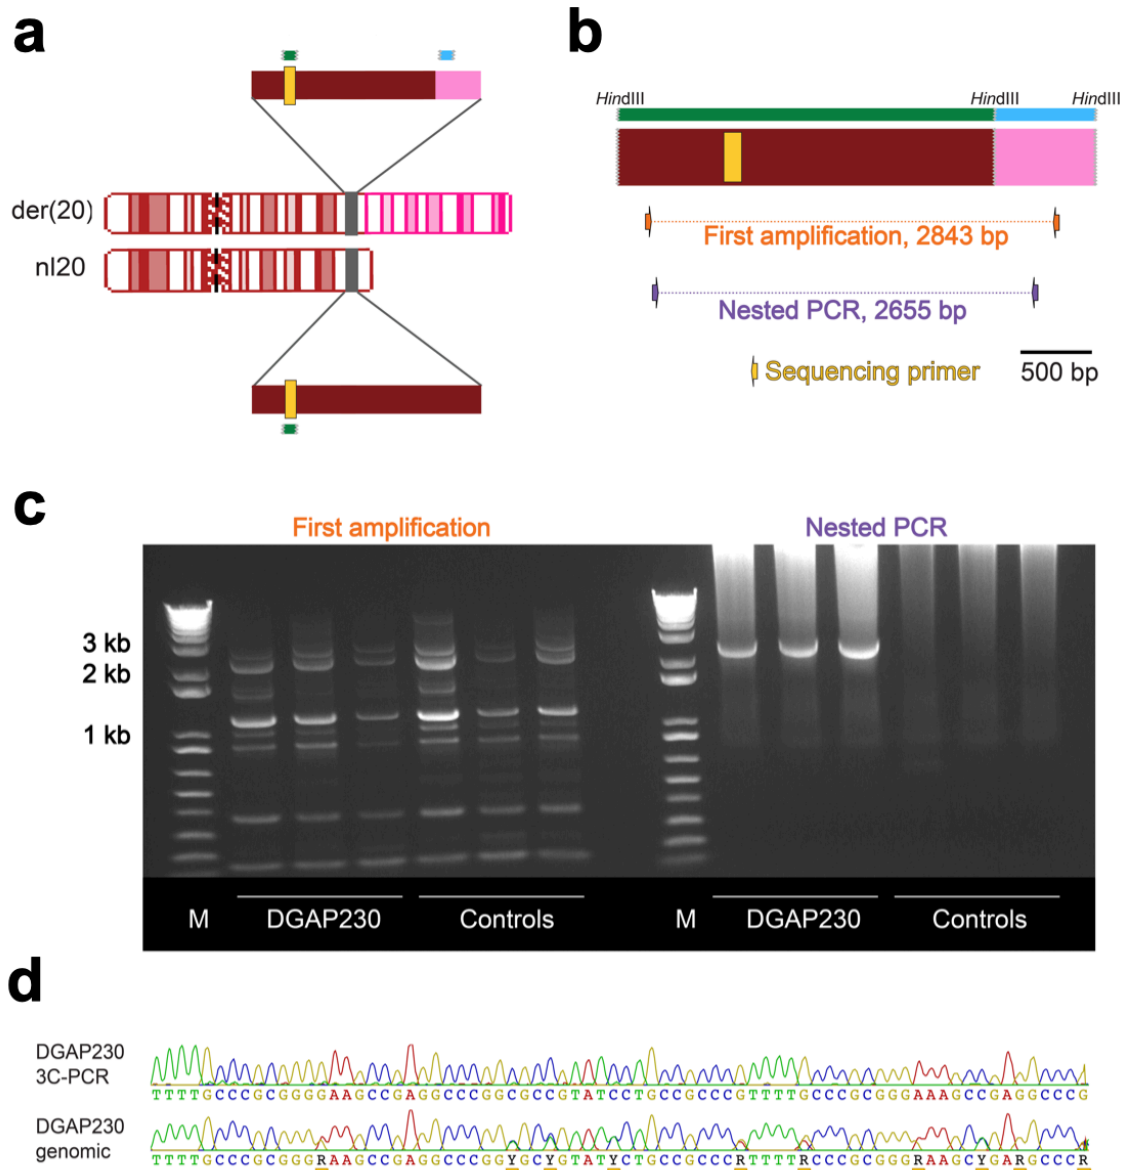 a
b
HindIII
HindIII
HindIII
der(20)
nl20
First amplification, 2843 bp
Nested PCR, 2655 bp
Sequencing primer
500 bp
c
First amplification
Nested PCR
3 kb
2 kb
1 kb
M
DGAP230
Controls
M
DGAP230
Controls
d
DGAP230
3C-PCR
TTTTGCCCGCGGGGAAGCCGAGGCCCGGCGCCGTATCCTGCCGCCCGTTTTGCCCGCGGGAAAGCCGAGGCCCG
DGAP230
genomic
TTTTGCCCGCGGGRAAGCCGAGGCCCGGYGCYGTATYCTGCCGCCCRTTTTRCCCGCGGGRAAGCYGARGCCCR